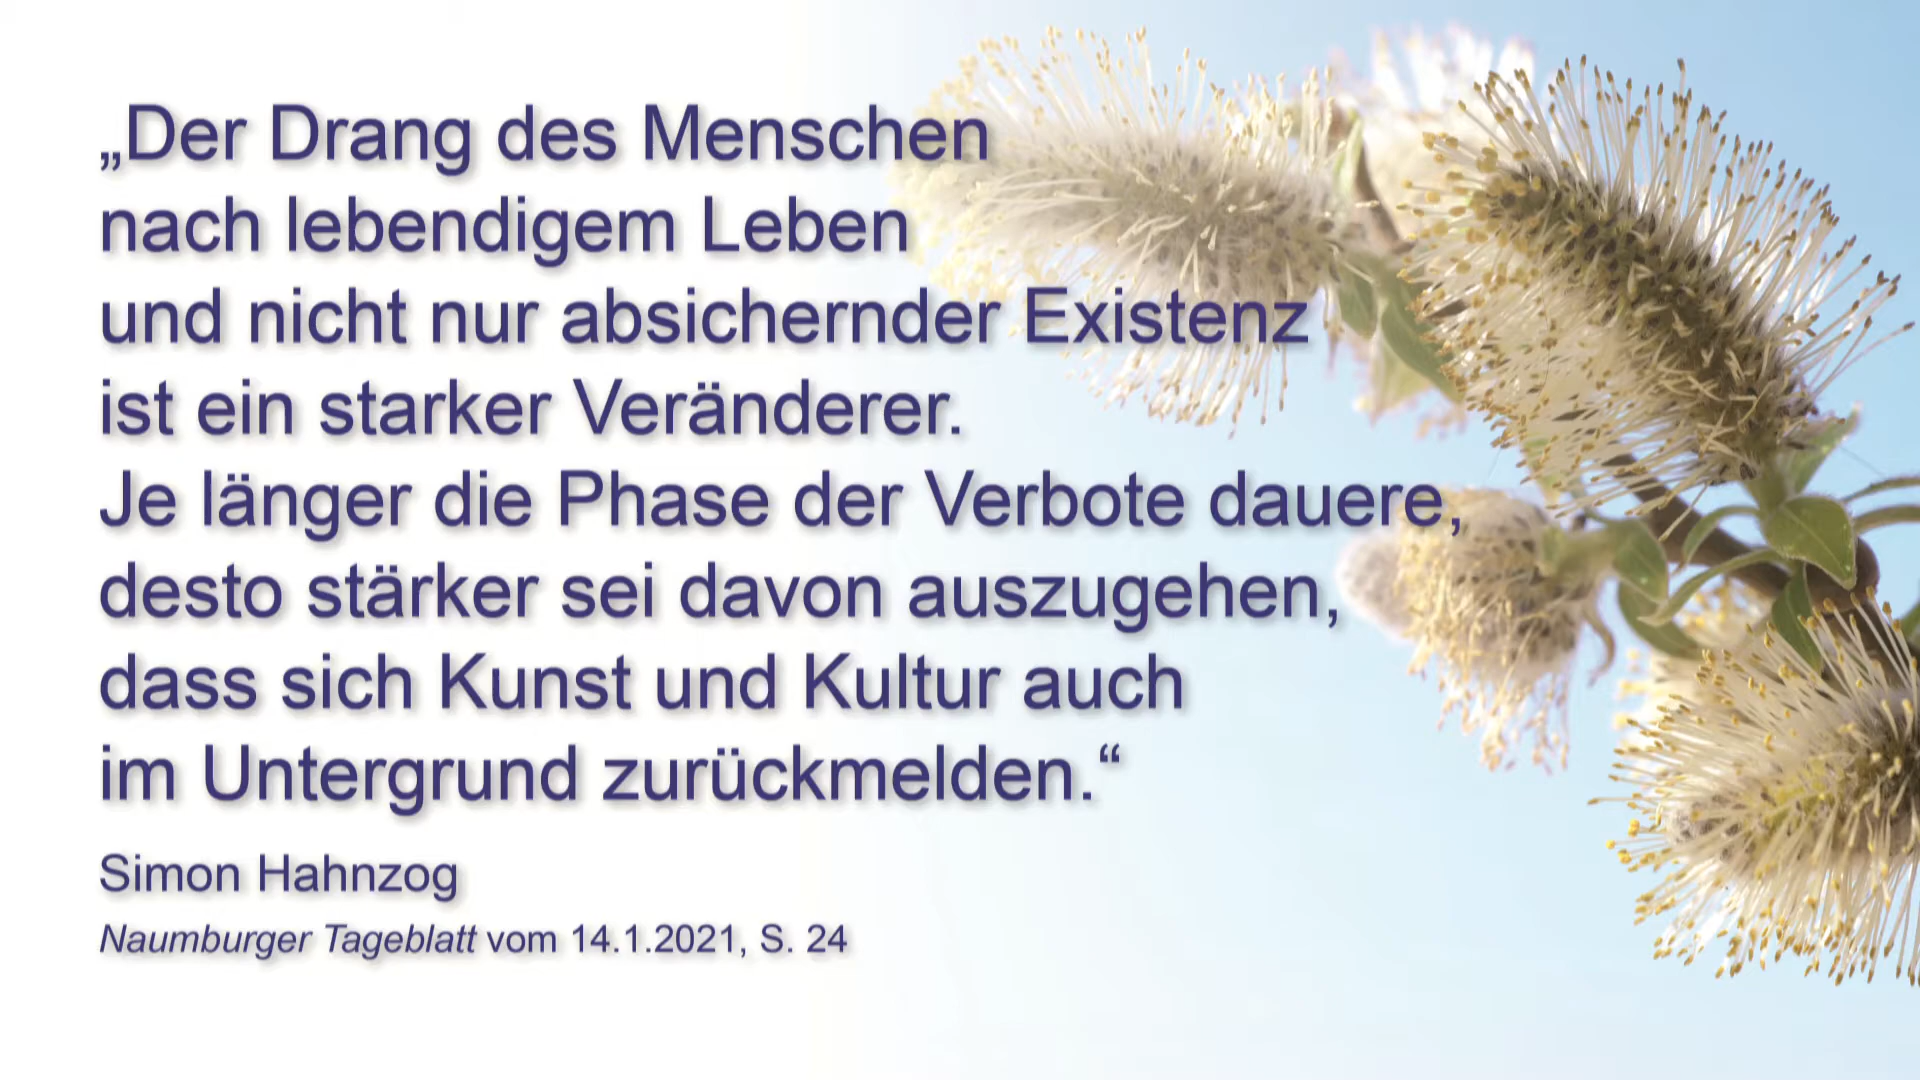 „Der Drang des Menschen
nach lebendigem Leben
und nicht nur absichernder Existenz
ist ein starker Veränderer.
Je länger die Phase der Verbote dauere,
desto stärker sei davon auszugehen,
dass sich Kunst und Kultur auch
im Untergrund zurückmelden.“
Simon Hahnzog
Naumburger Tageblatt vom 14.1.2021, S. 24